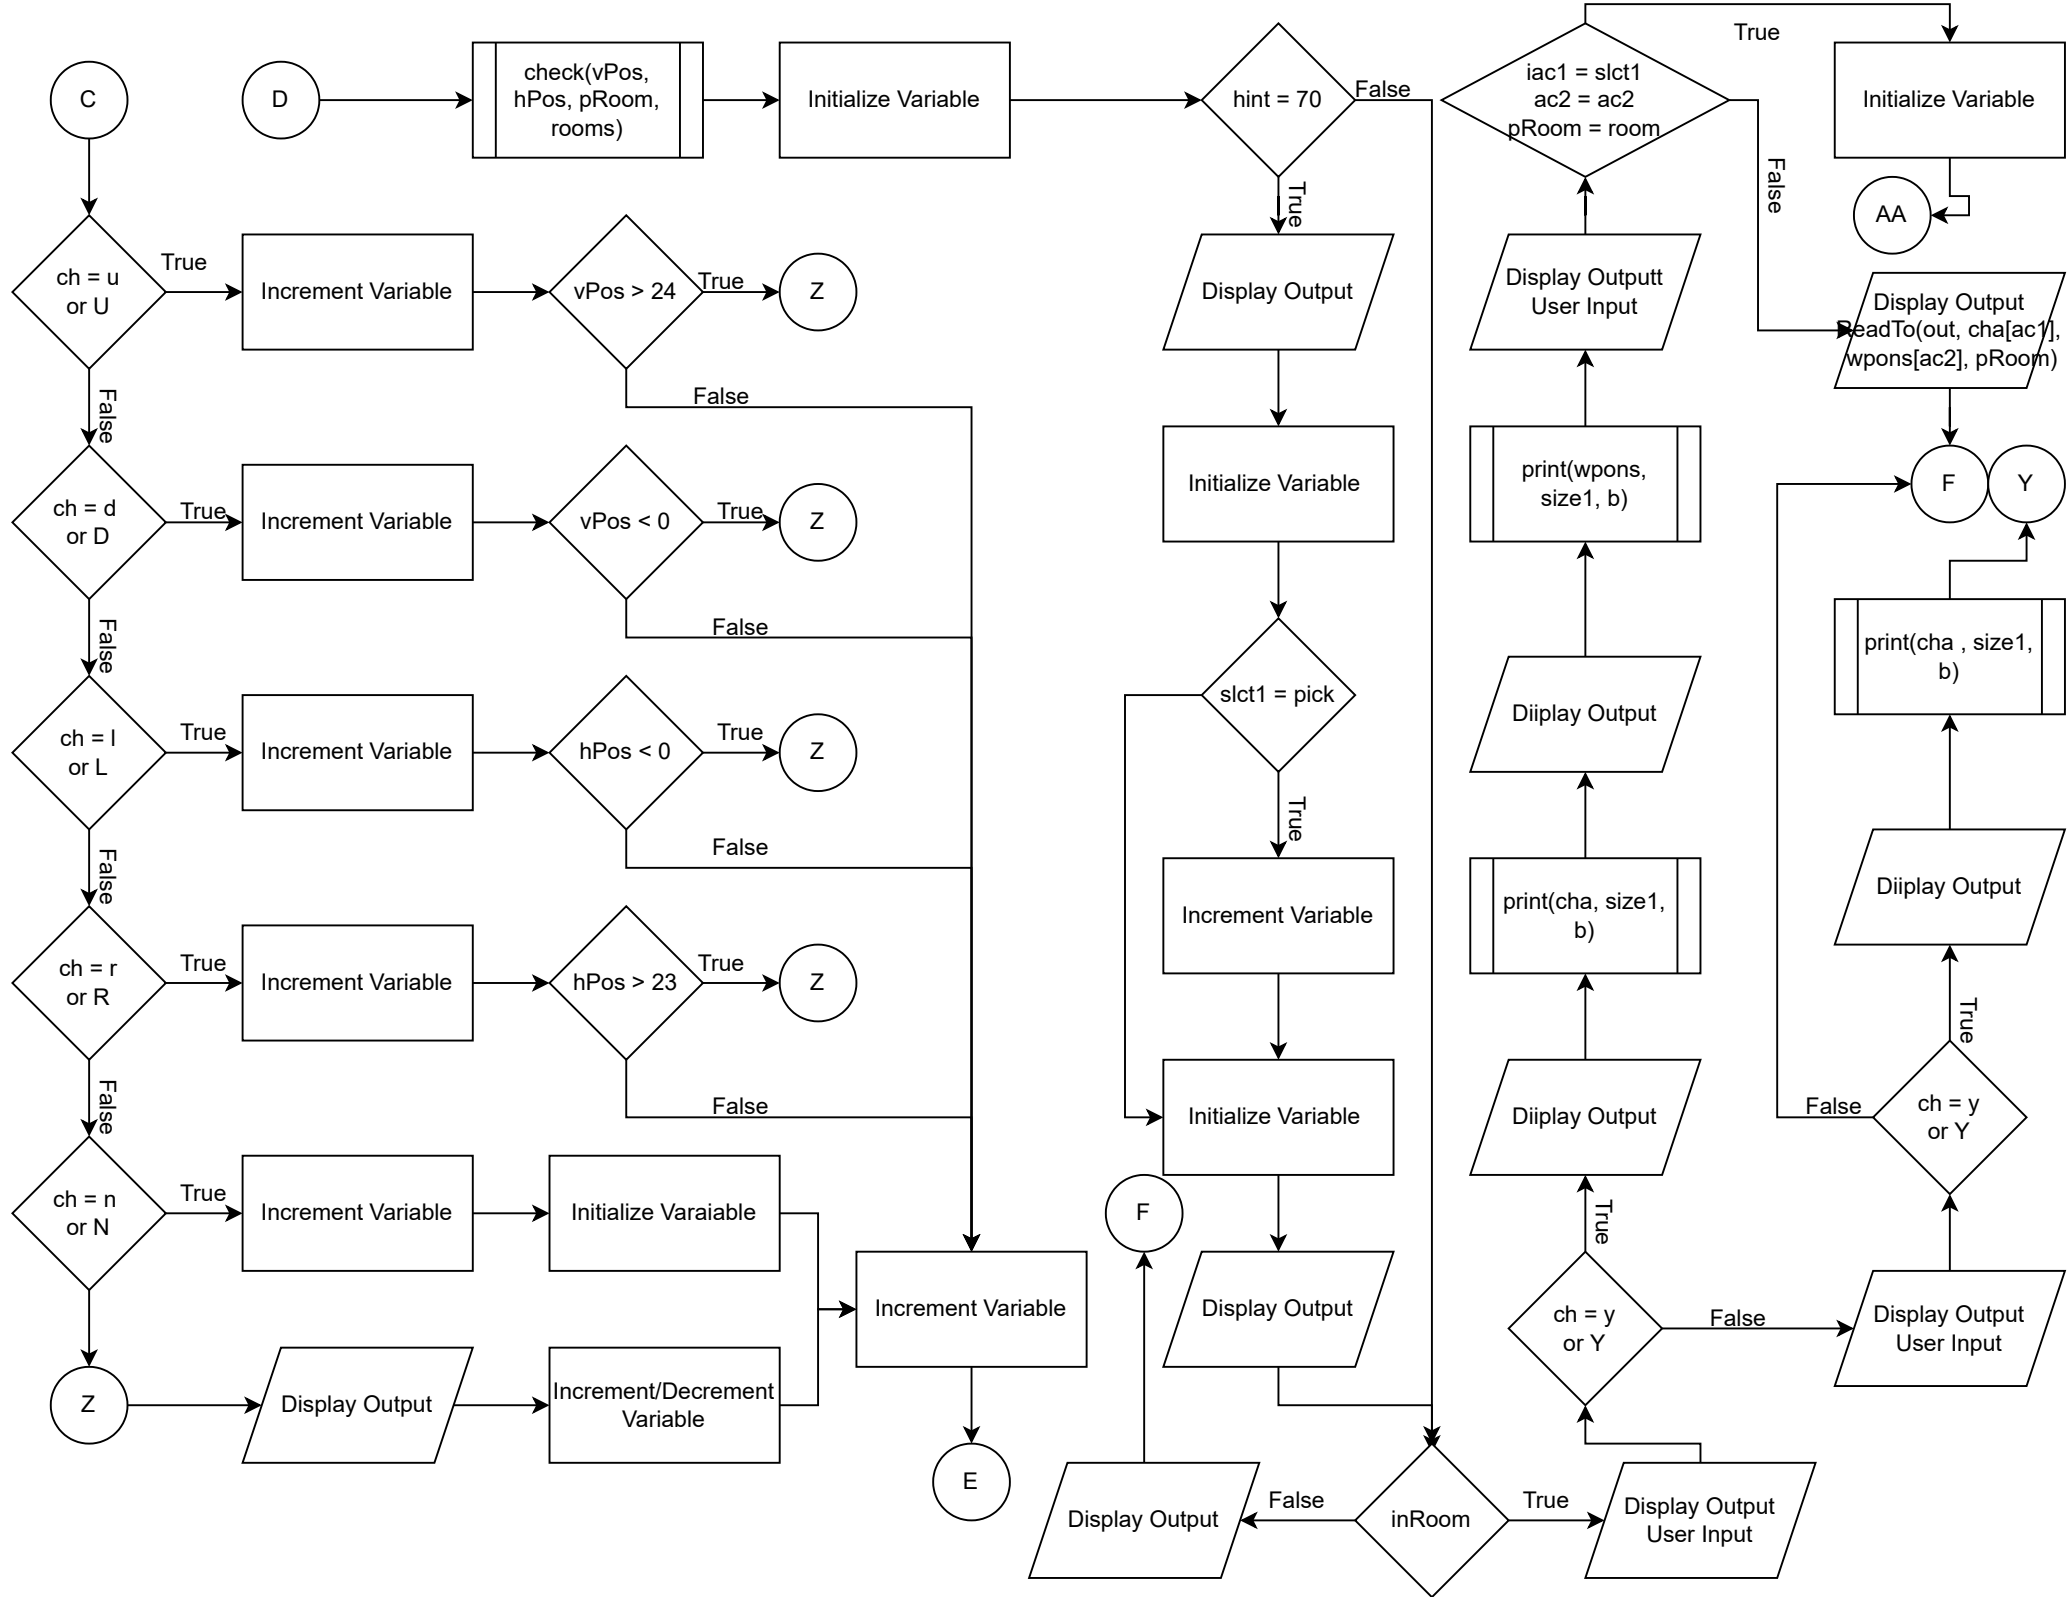 C
D
check(vPos,
hPos, pRoom,
rooms)
Initialize Variable
hint = 70
False
True
iac1 = slct1
ac2 = ac2
pRoom = room
True
False
Initialize Variable
AA
ch = u
or U
True
False
Increment Variable
vPos > 24
True
False
Z
Display Output
Display Outputt
User Input
Display Output
ReadTo(out, cha[ac1],
wpons[ac2], pRoom)
ch = d
or D
True
False
Increment Variable
vPos < 0
True
False
Z
Initialize Variable
print(wpons,
size1, b)
F
Y
ch = l
or L
True
False
Increment Variable
hPos < 0
True
False
Z
slct1 = pick
True
Diiplay Output
print(cha , size1,
b)
ch = r
or R
True
False
Increment Variable
hPos > 23
True
False
Z
Increment Variable
print(cha, size1,
b)
Diiplay Output
True
ch = n
or N
True
Increment Variable
Initialize Varaiable
Initialize Variable
Diiplay Output
False
ch = y
or Y
F
True
Increment Variable
Display Output
ch = y
or Y
False
Display Output
User Input
Z
Display Output
Increment/Decrement
Variable
E
Display Output
False
inRoom
True
Display Output
User Input